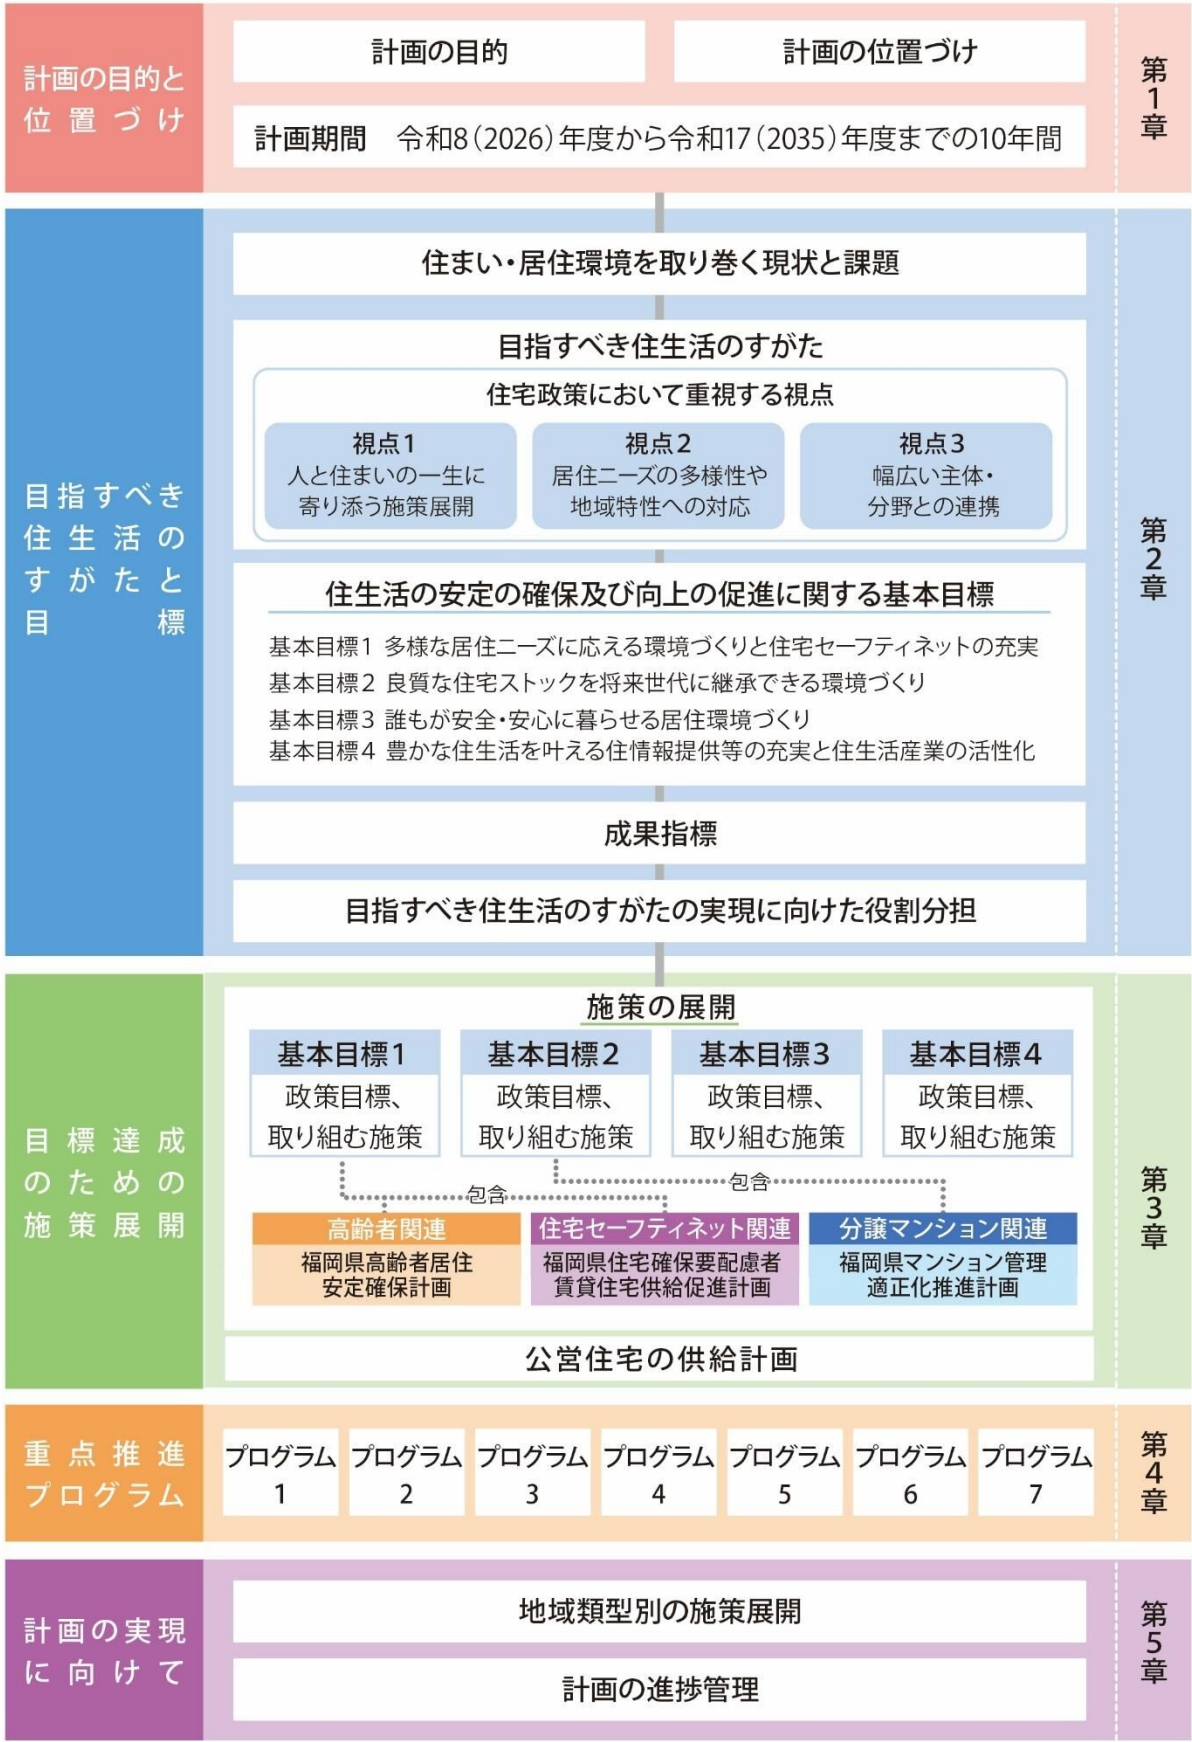 計画の目的と
位置づけ
計画の目的
計画の位置づけ
計画期間 令和8(2026)年度から令和17(2035)年度までの10年間
第1章
目指すべき
住生活の
すがたと
目標
住まい・居住環境を取り巻く現状と課題
目指すべき住生活のすがた
住宅政策において重視する視点
視点1
人と住まいの一生に
寄り添う施策展開
視点2
居住ニーズの多様性や
地域特性への対応
視点3
幅広い主体・
分野との連携
住生活の安定の確保及び向上の促進に関する基本目標
基本目標1 多様な居住ニーズに応える環境づくりと住宅セーフティネットの充実
基本目標2 良質な住宅ストックを将来世代に継承できる環境づくり
基本目標3 誰もが安全・安心に暮らせる居住環境づくり
基本目標4 豊かな住生活を叶える住情報提供等の充実と住生活産業の活性化
成果指標
目指すべき住生活のすがたの実現に向けた役割分担
第2章
目標達成
のための
施策展開
施策の展開
基本目標1
政策目標、
取り組む施策
基本目標2
政策目標、
取り組む施策
基本目標3
政策目標、
取り組む施策
基本目標4
政策目標、
取り組む施策
包含
包含
高齢者関連
福岡県高齢者居住
安定確保計画
住宅セーフティネット関連
福岡県住宅確保要配慮者
賃貸住宅供給促進計画
分譲マンション関連
福岡県マンション管理
適正化推進計画
公営住宅の供給計画
第3章
重点推進
プログラム
プログラム
1
プログラム
2
プログラム
3
プログラム
4
プログラム
5
プログラム
6
プログラム
7
第4章
計画の実現
に向けて
地域類型別の施策展開
計画の進捗管理
第5章